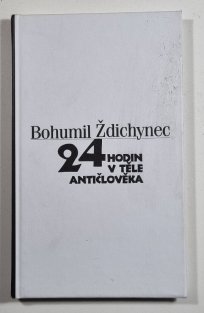 Bohumil Ždichynec
24 HODIN
V TĚLE
ANTIČLOVĚKA